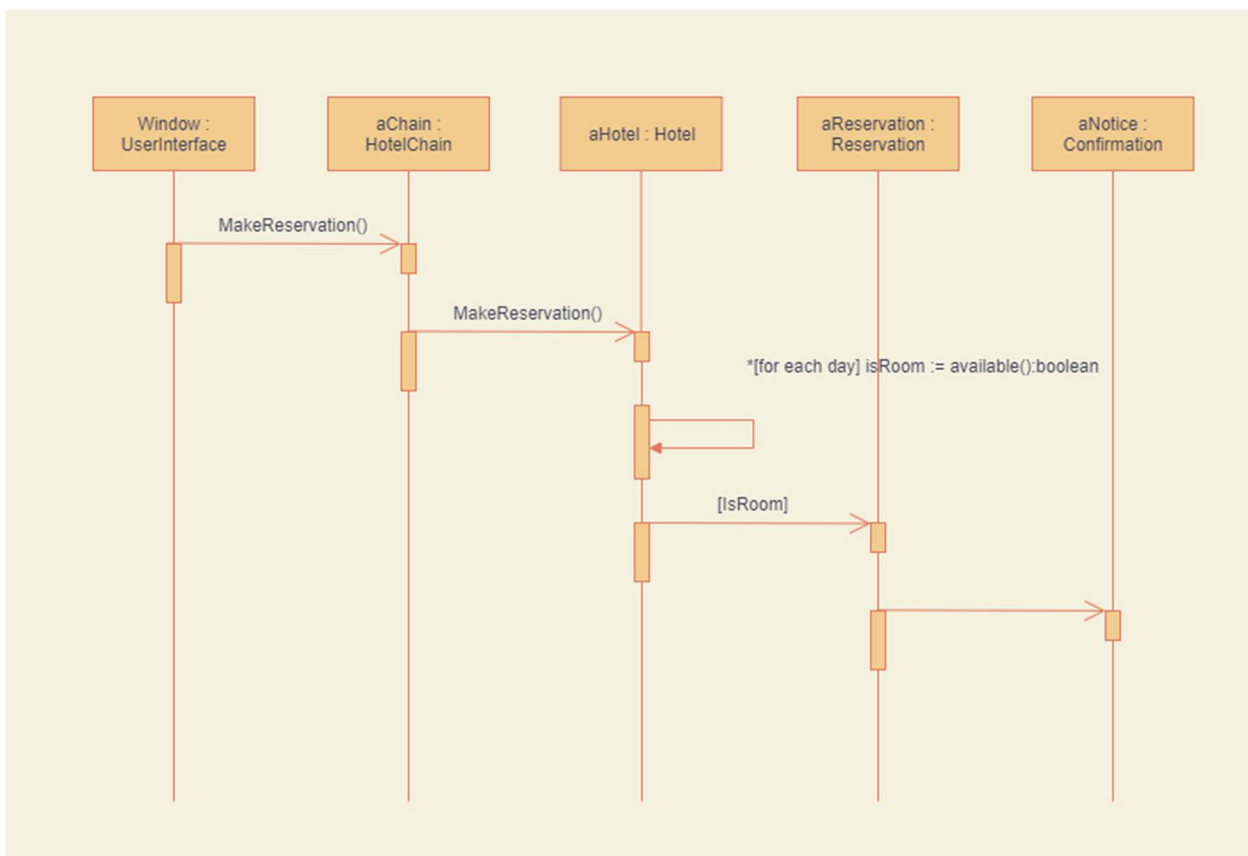 Window :
UserInterface
aChain :
HotelChain
aHotel : Hotel
aReservation :
Reservation
aNotice :
Confirmation
MakeReservation()
MakeReservation()
*[for each day] isRoom := available():boolean
[IsRoom]